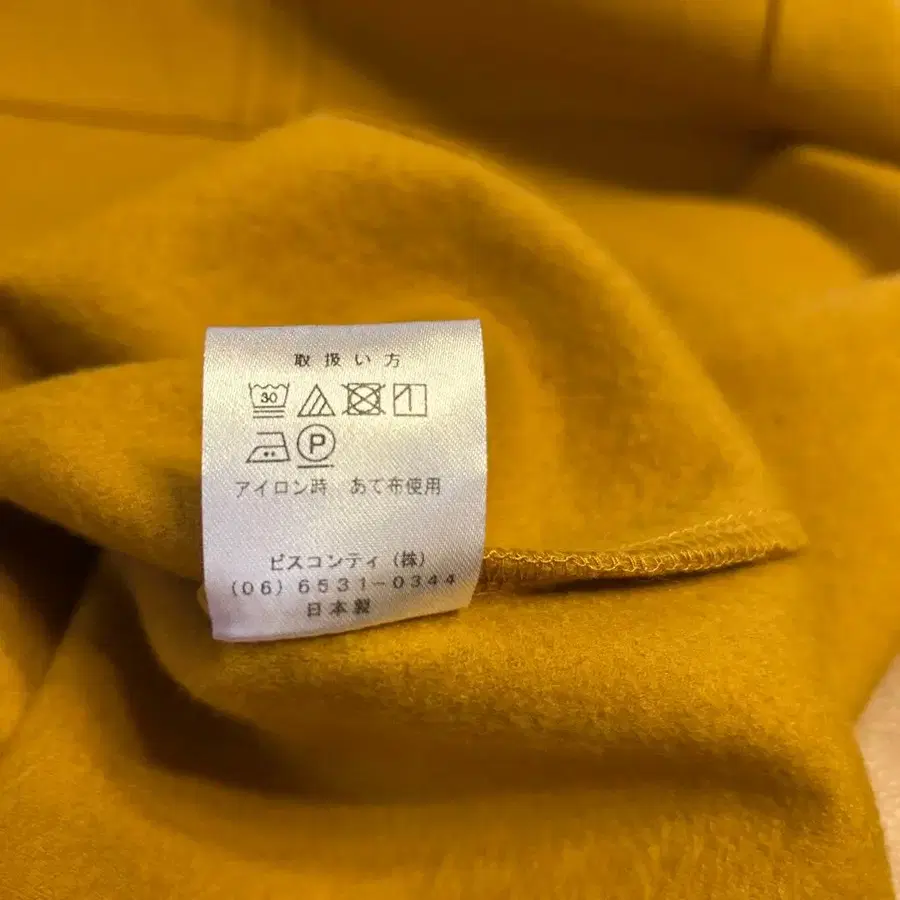 取扱い方
30
P
アイロン時 あて布使用
ビスコンティ(株)
(06)6531-0344
日本製